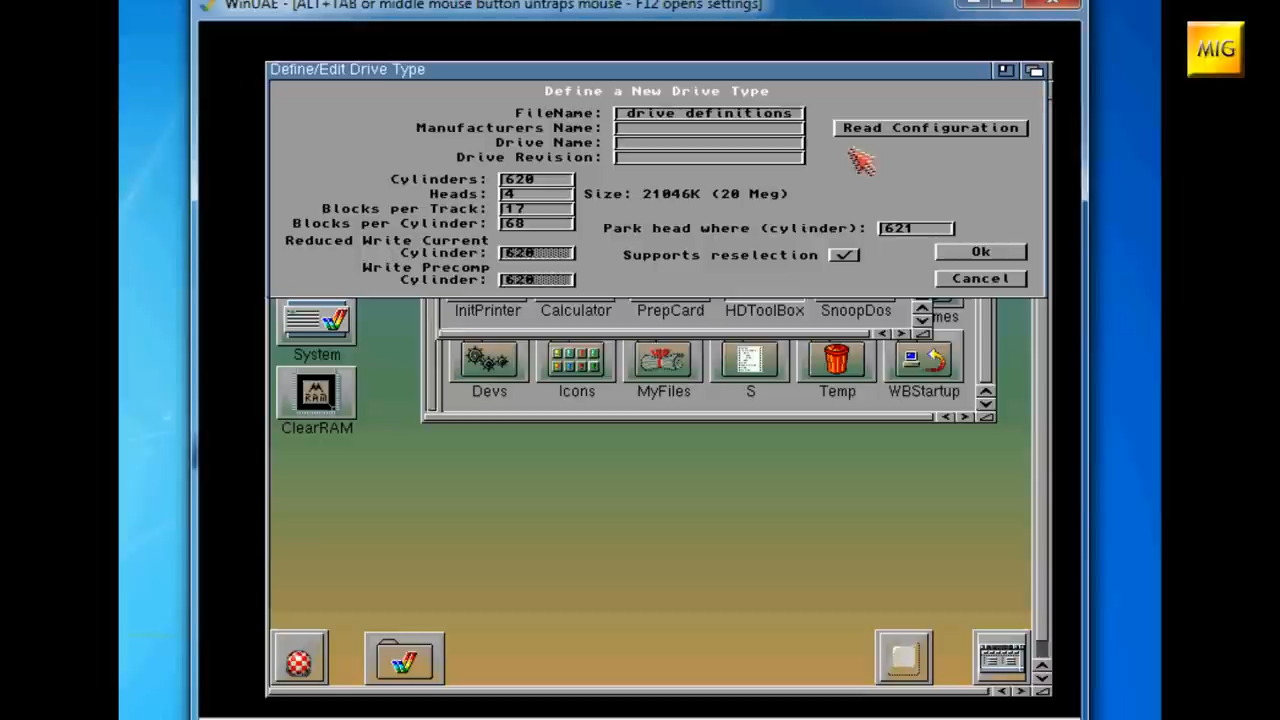 WinUAE - [ALT+TAB or middle mouse button untraps mouse - F12 opens settings]
MIG
Define/Edit Drive Type
Define a New Drive Type
FileName: drive definitions
Manufacturers Name:
Read Configuration
Drive Name:
Drive Revision:
Cylinders: 620
Heads: 4 Size: 21046K (20 Meg)
Blocks per Track: 17
Blocks per Cylinder: 68
Park head where (cylinder): 621
Reduced Write Current
Cylinder: 620
Supports reselection
Ok
Write Precomp
Cylinder: 620
Cancel
InitPrinter Calculator PrepCard HDToolBox SnoopDos mes
System
Devs Icons MyFiles S Temp WBStartup
RAM
ClearRAM